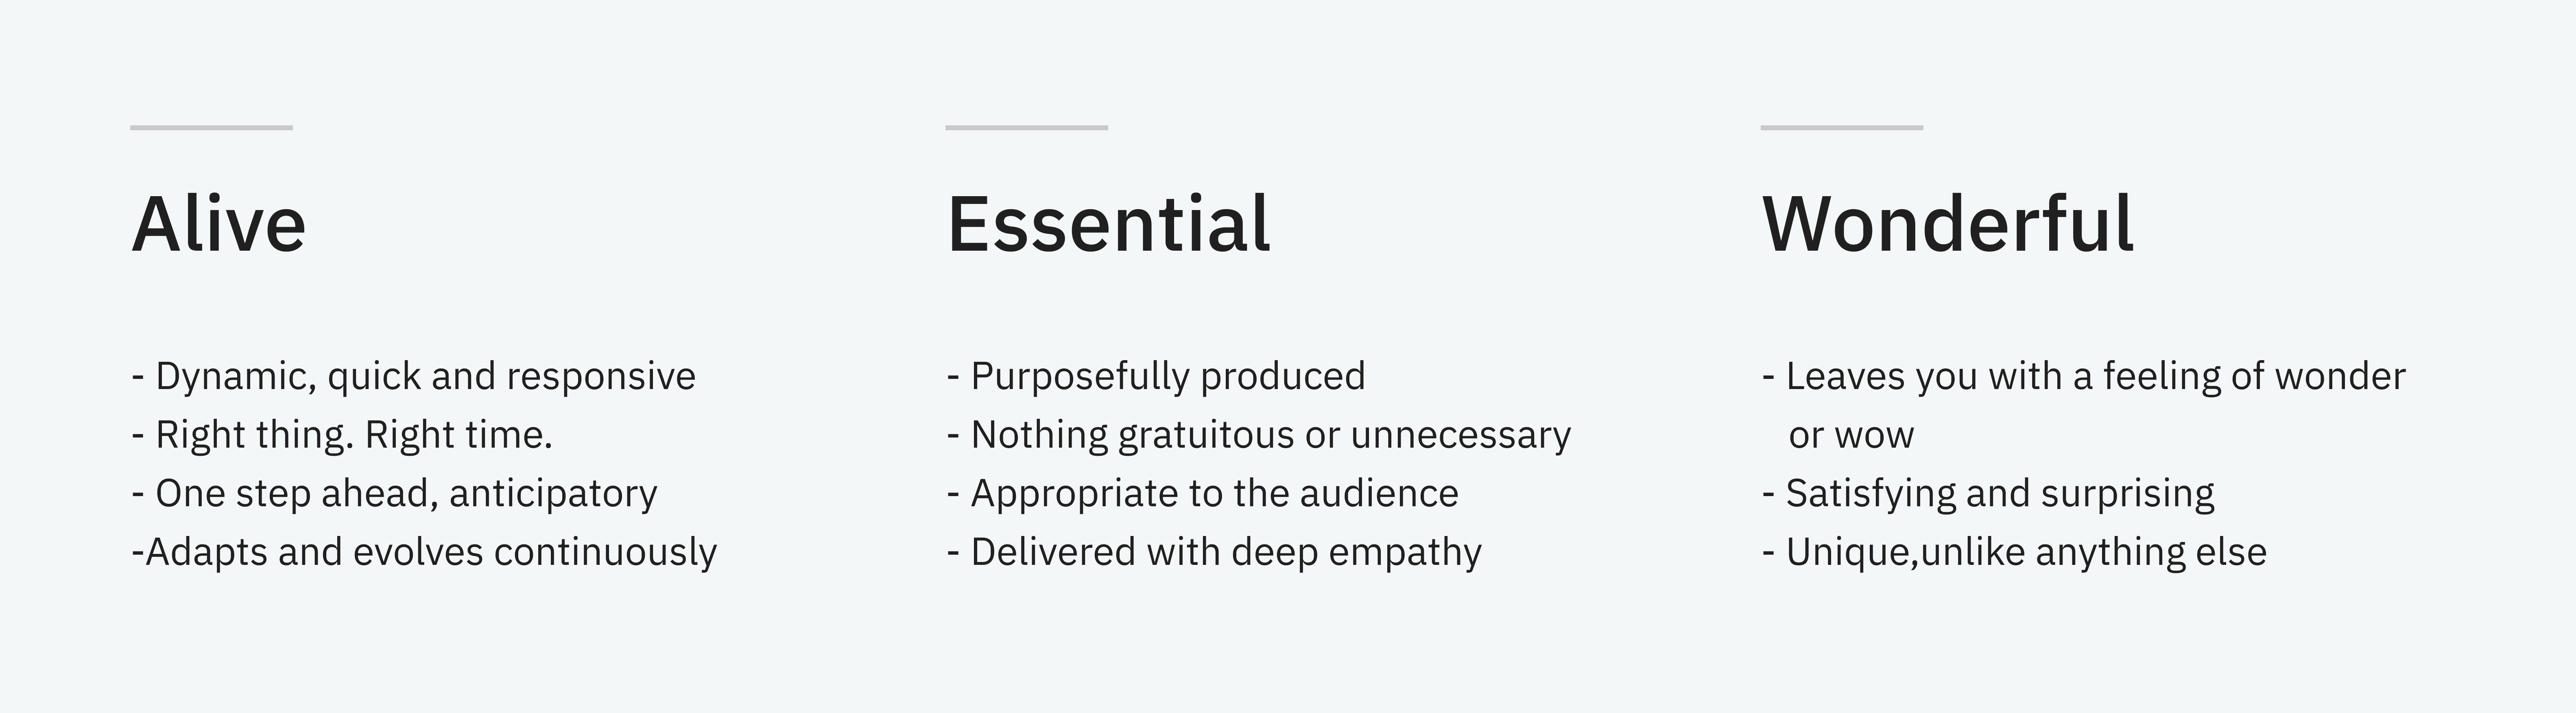 Alive
- Dynamic, quick and responsive
- Right thing. Right time.
- One step ahead, anticipatory
-Adapts and evolves continuously
Essential
- Purposefully produced
- Nothing gratuitous or unnecessary
- Appropriate to the audience
- Delivered with deep empathy
Wonderful
- Leaves you with a feeling of wonder
or wow
- Satisfying and surprising
- Unique,unlike anything else